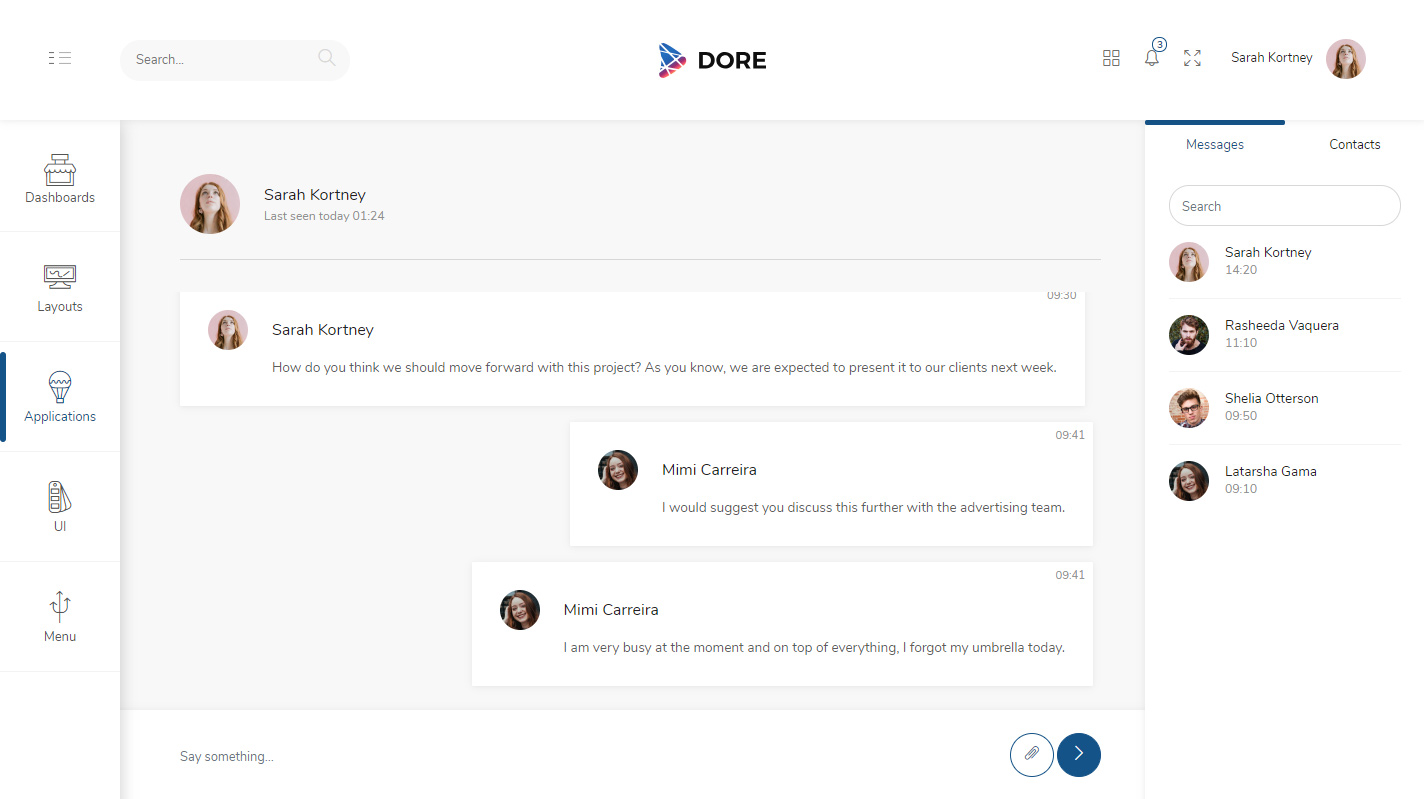 Search...
DORE
3
Sarah Kortney
Dashboards
Layouts
Applications
UI
Menu
Sarah Kortney
Last seen today 01:24
09:30
Sarah Kortney
How do you think we should move forward with this project? As you know, we are expected to present it to our clients next week.
09:41
Mimi Carreira
I would suggest you discuss this further with the advertising team.
09:41
Mimi Carreira
I am very busy at the moment and on top of everything, I forgot my umbrella today.
Say something...
Messages
Contacts
Search
Sarah Kortney
14:20
Rasheeda Vaquera
11:10
Shelia Otterson
09:50
Latarsha Gama
09:10